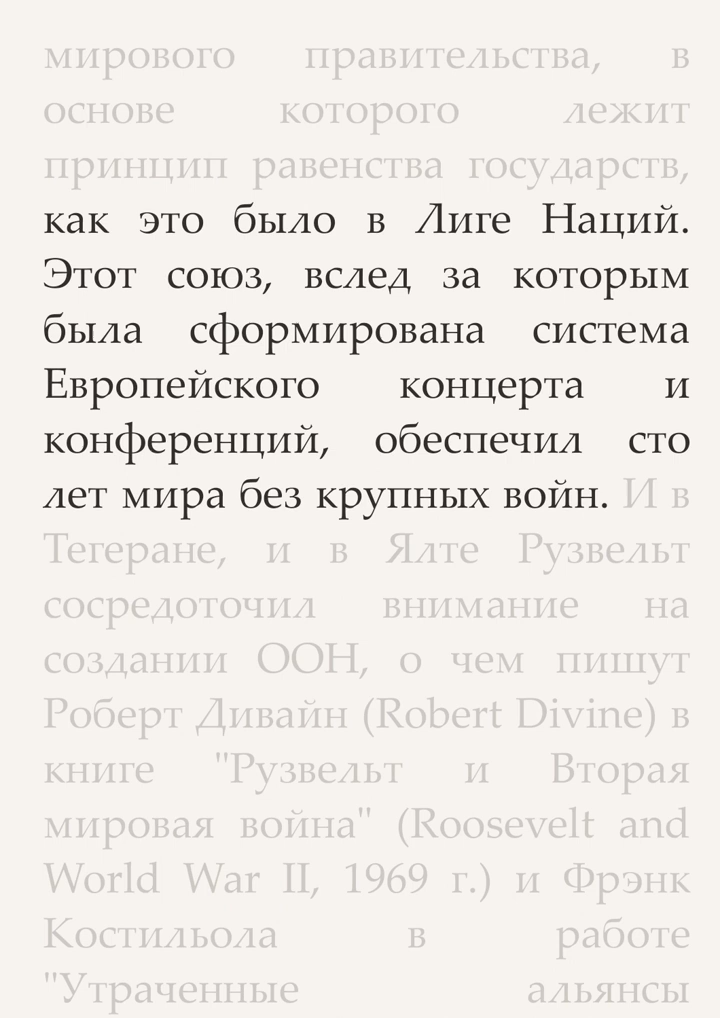 мирового правительства, в
основе которого лежит
принцип равенства государств,
как это было в Лиге Наций.
Этот союз, вслед за которым
была сформирована система
Европейского концерта и
конференций, обеспечил сто
лет мира без крупных войн. И в
Тегеране, и в Ялте Рузвельт
сосредоточил внимание на
создании ООН, о чем пишут
Роберт Дивайн (Robert Divine) в
книге "Рузвельт и Вторая
мировая война" (Roosevelt and
World War II, 1969 г.) и Фрэнк
Костильола в работе
"Утраченные альянсы